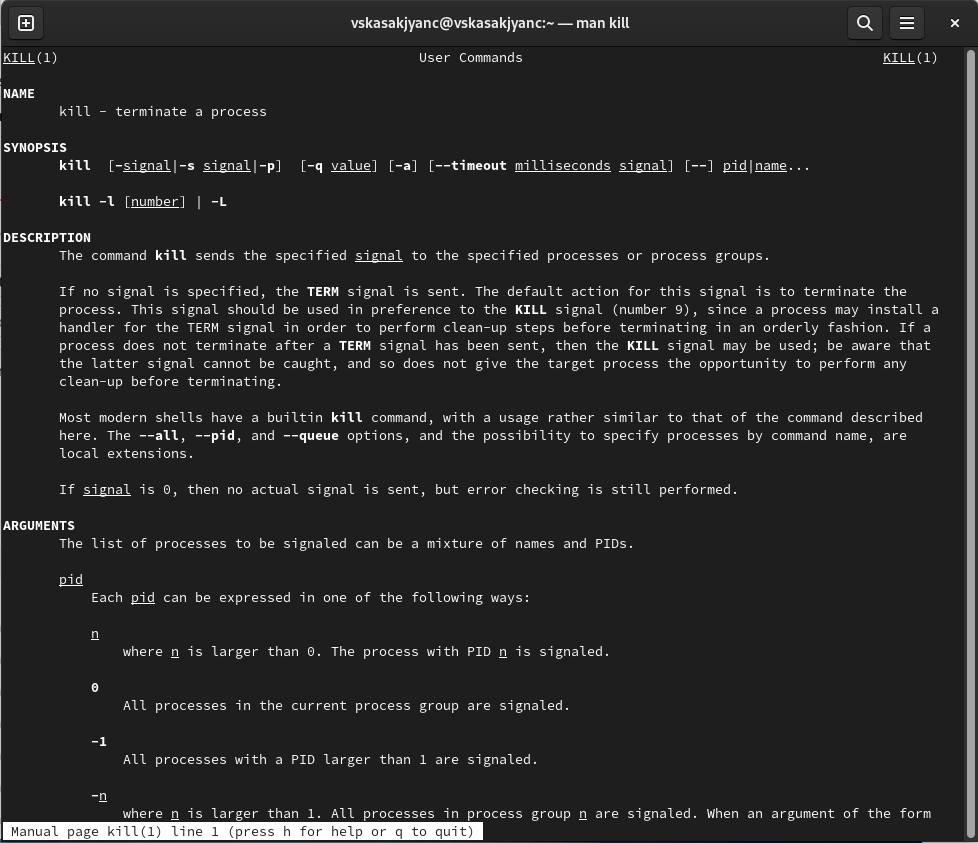 vskasakjyanc@vskasakjyanc:~ — man kill
KILL(1) User Commands KILL(1)
NAME
kill - terminate a process
SYNOPSIS
kill [-signal|-s signal|-p] [-q value] [-a] [--timeout milliseconds signal] [--] pid|name...
kill -l [number] | -L
DESCRIPTION
The command kill sends the specified signal to the specified processes or process groups.
If no signal is specified, the TERM signal is sent. The default action for this signal is to terminate the
process. This signal should be used in preference to the KILL signal (number 9), since a process may install a
handler for the TERM signal in order to perform clean-up steps before terminating in an orderly fashion. If a
process does not terminate after a TERM signal has been sent, then the KILL signal may be used; be aware that
the latter signal cannot be caught, and so does not give the target process the opportunity to perform any
clean-up before terminating.
Most modern shells have a builtin kill command, with a usage rather similar to that of the command described
here. The --all, --pid, and --queue options, and the possibility to specify processes by command name, are
local extensions.
If signal is 0, then no actual signal is sent, but error checking is still performed.
ARGUMENTS
The list of processes to be signaled can be a mixture of names and PIDs.
pid
Each pid can be expressed in one of the following ways:
n
where n is larger than 0. The process with PID n is signaled.
0
All processes in the current process group are signaled.
-1
All processes with a PID larger than 1 are signaled.
-n
where n is larger than 1. All processes in process group n are signaled. When an argument of the form
Manual page kill(1) line 1 (press h for help or q to quit)